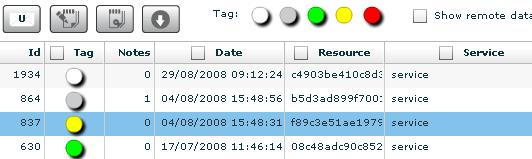 U Tag: Show remote data
Id Tag Notes Date Resource Service
1934 0 29/08/2008 09:12:24 c4903be410c8d3 service
864 1 04/08/2008 15:48:56 b5d3ad899f700 service
837 0 04/08/2008 15:48:31 f89c3e51ae1979 service
630 0 17/07/2008 11:46:14 08c48adc90c852 service